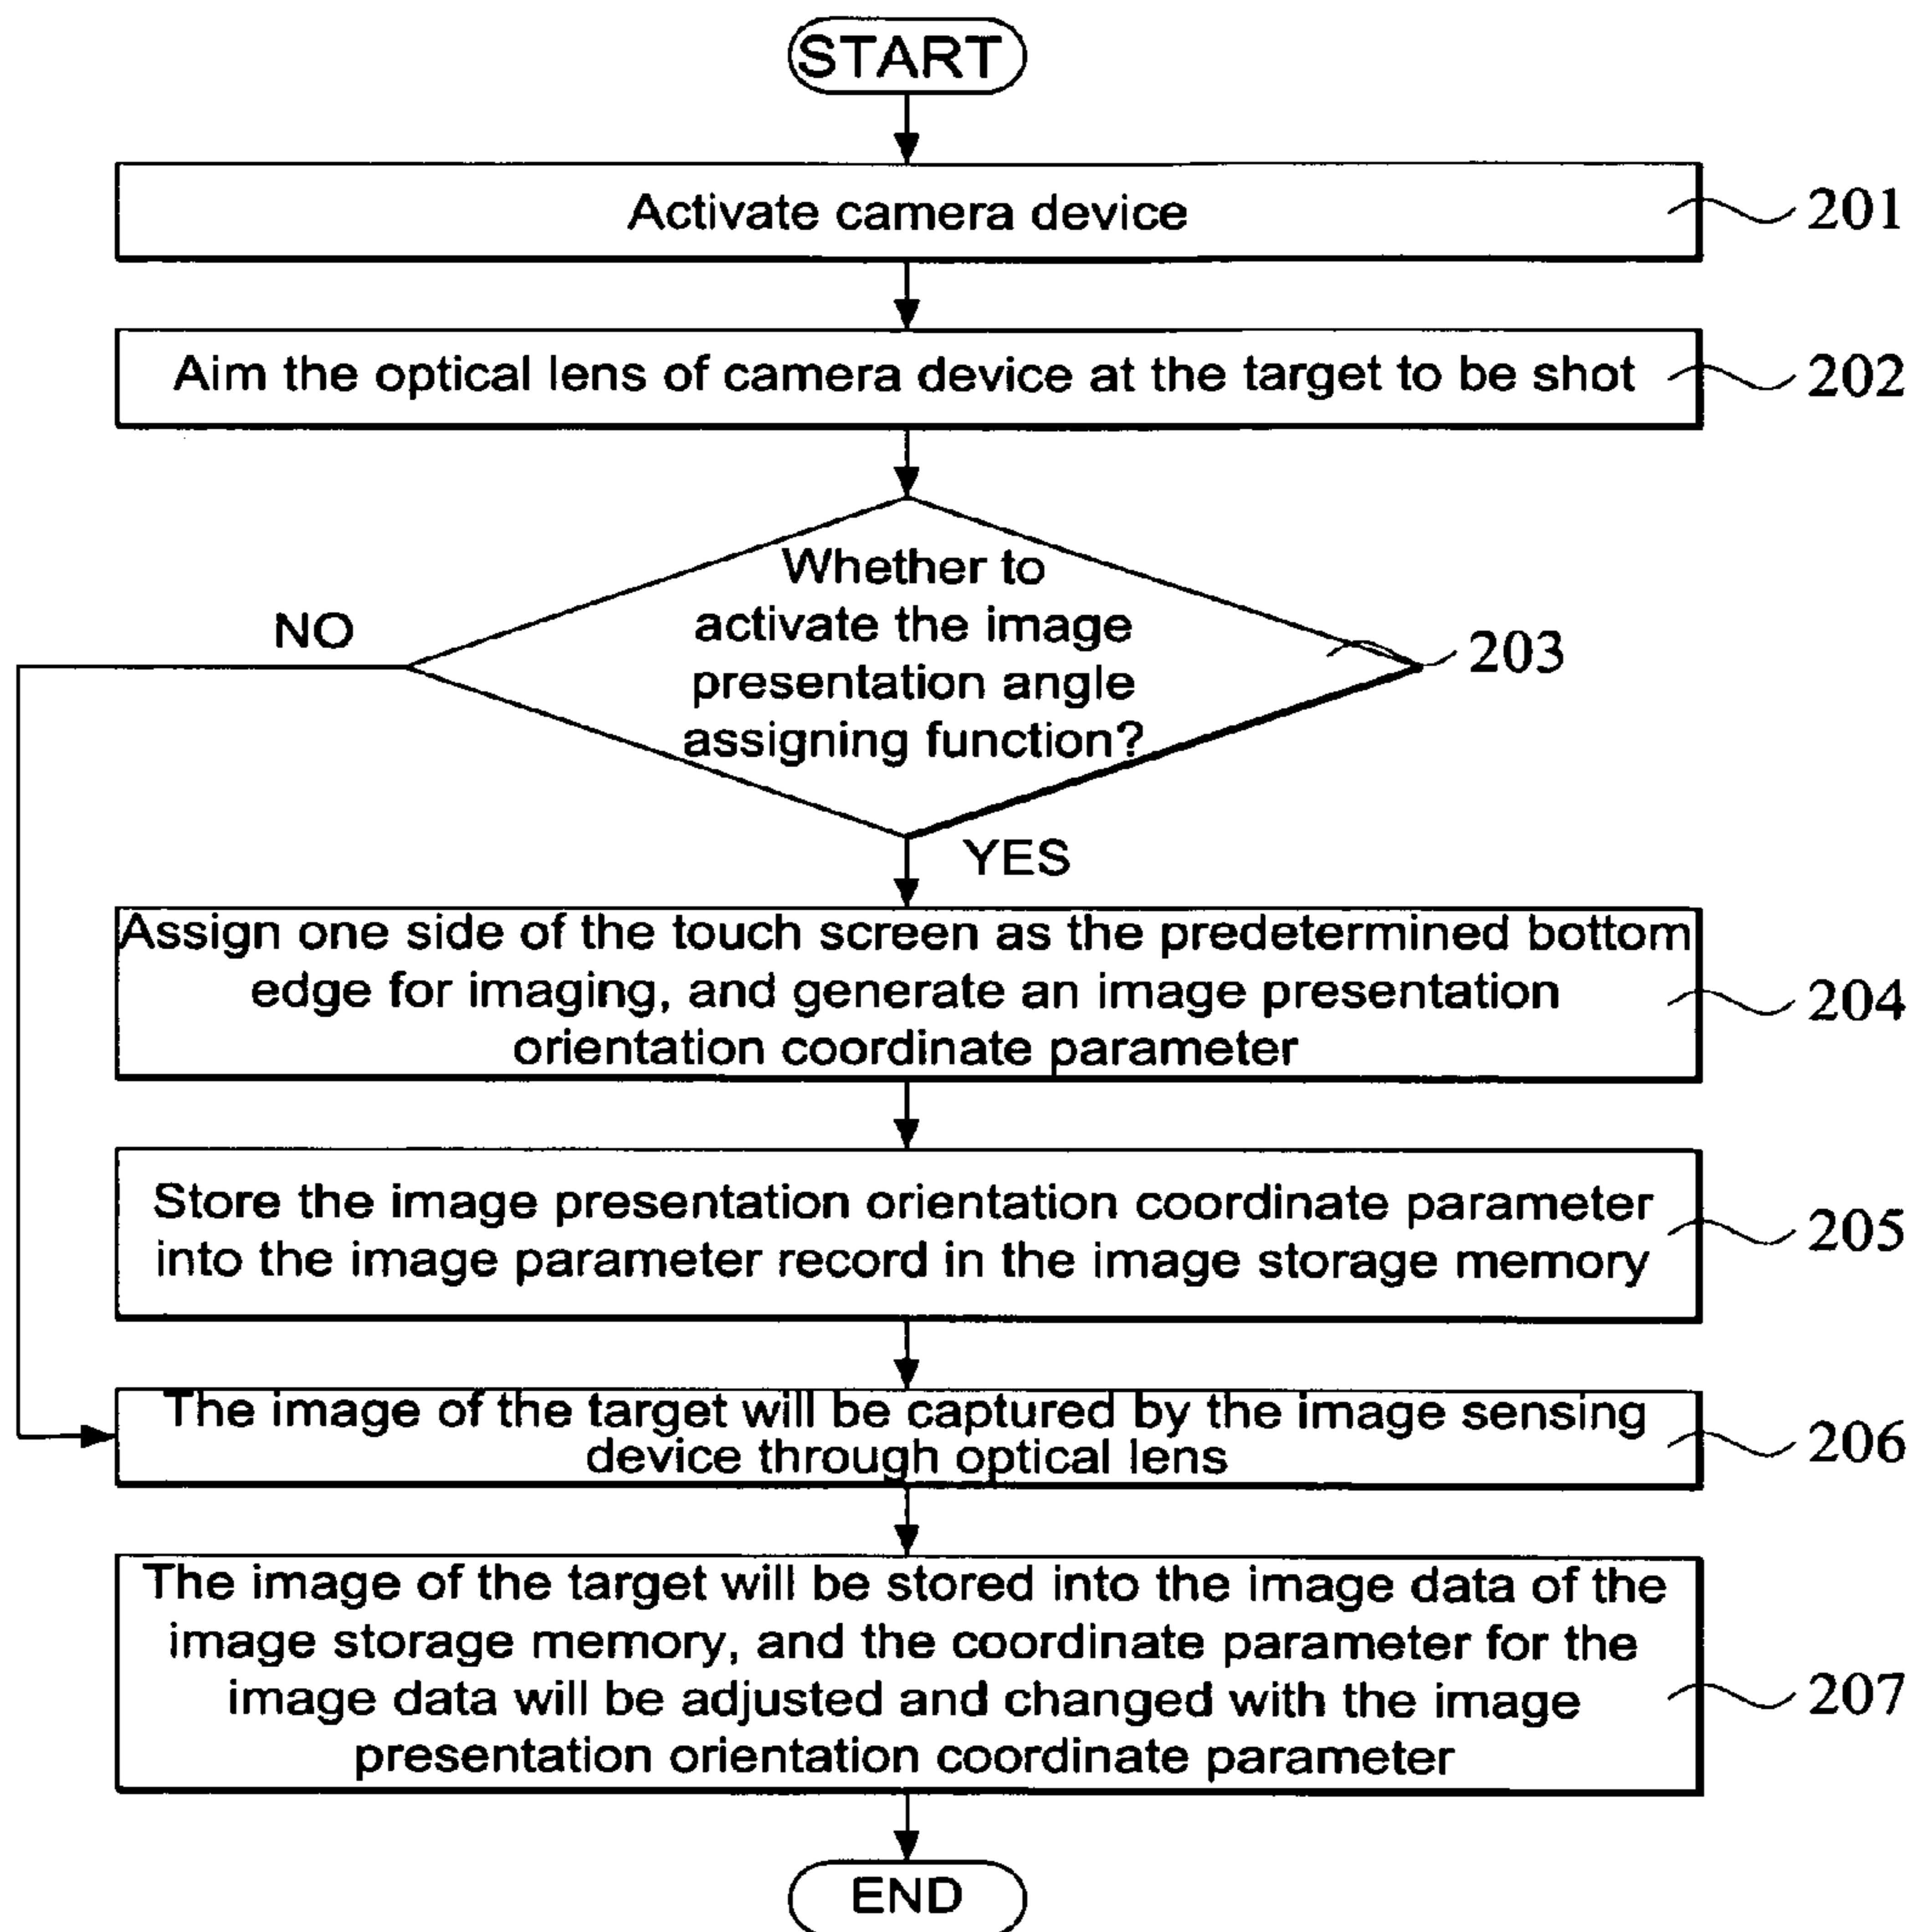 START
Activate camera device
201
Aim the optical lens of camera device at the target to be shot
202
Whether to
activate the image
presentation angle
assigning function?
203
NO
YES
Assign one side of the touch screen as the predetermined bottom
edge for imaging, and generate an image presentation
orientation coordinate parameter
204
Store the image presentation orientation coordinate parameter
into the image parameter record in the image storage memory
205
The image of the target will be captured by the image sensing
device through optical lens
206
The image of the target will be stored into the image data of the
image storage memory, and the coordinate parameter for the
image data will be adjusted and changed with the image
presentation orientation coordinate parameter
207
END